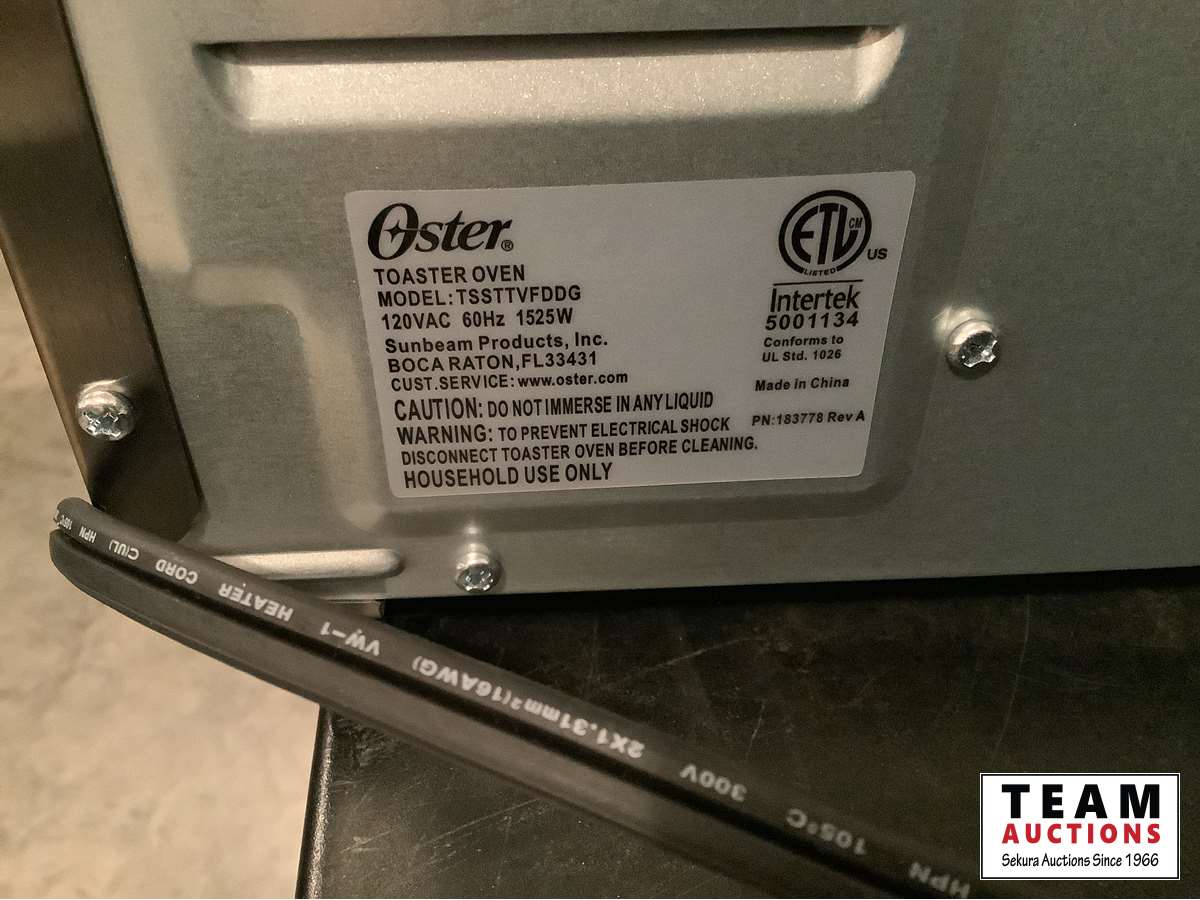 Oster®
TOASTER OVEN
MODEL:TSSTTVFDDG
120VAC 60Hz 1525W
Sunbeam Products, Inc.
BOCA RATON,FL33431
CUST.SERVICE:www.oster.com
CAUTION: DO NOT IMMERSE IN ANY LIQUID
WARNING: TO PREVENT ELECTRICAL SHOCK
DISCONNECT TOASTER OVEN BEFORE CLEANING.
HOUSEHOLD USE ONLY
ETL CM
LISTED
US
Intertek
5001134
Conforms to
UL Std. 1026
Made in China
PN:183778 Rev A
HPN 105°C 300V 2X1.31mm²(16AWG) VW-1 HEATER CORD C(UL) HPN
TEAM
AUCTIONS
Sekura Auctions Since 1966